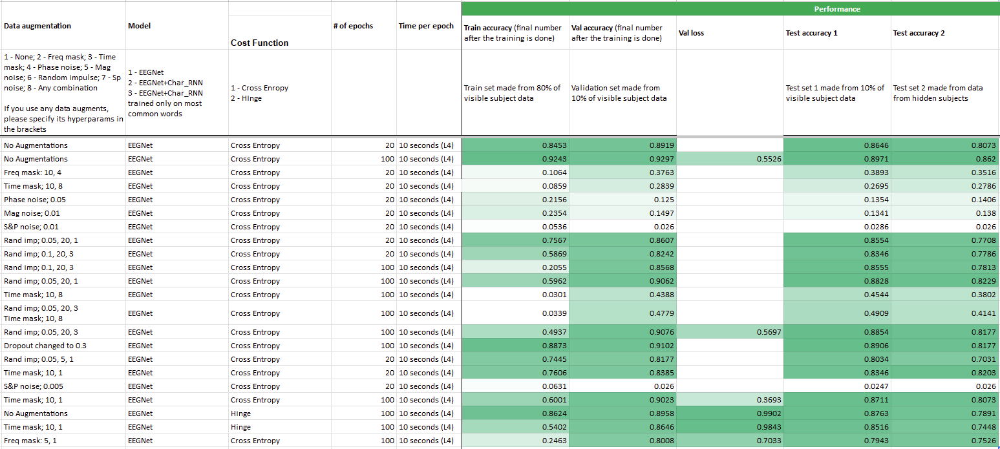 Performance
Data augmentation Model Cost Function # of epochs Time per epoch Train accuracy (final number after the training is done) Val accuracy (final number after the training is done) Val loss Test accuracy 1 Test accuracy 2
1 - None; 2 - Freq mask; 3 - Time
mask; 4 - Phase noise; 5 - Mag
noise; 6 - Random impulse; 7 - Sp
noise; 8 - Any combination
If you use any data augments,
please specify its hyperparams in
the brackets
1 - EEGNet
2 - EEGNet+Char_RNN
3 - EEGNet+Char_RNN
trained only on most
common words
1 - Cross Enropy
2 - HInge
Train set made from 80% of
visible subject data
Validation set made from
10% of visible subject data
Test set 1 made from 10% of
visible subject data
Test set 2 made from data
from hidden subjects
No Augmentations EEGNet Cross Entropy 20 10 seconds (L4) 0.8453 0.8919 0.8646 0.8073
No Augmentations EEGNet Cross Entropy 100 10 seconds (L4) 0.9243 0.9297 0.5526 0.8971 0.862
Freq mask: 10, 4 EEGNet Cross Entropy 20 10 seconds (L4) 0.1064 0.3763 0.3893 0.3516
Time mask; 10, 8 EEGNet Cross Entropy 20 10 seconds (L4) 0.0859 0.2839 0.2695 0.2786
Phase noise; 0.05 EEGNet Cross Entropy 20 10 seconds (L4) 0.2156 0.125 0.1354 0.1406
Mag noise; 0.01 EEGNet Cross Entropy 20 10 seconds (L4) 0.2354 0.1497 0.1341 0.138
S&P noise; 0.01 EEGNet Cross Entropy 20 10 seconds (L4) 0.0536 0.026 0.0286 0.026
Rand imp; 0.05, 20, 1 EEGNet Cross Entropy 20 10 seconds (L4) 0.7567 0.8607 0.8554 0.7708
Rand imp; 0.1, 20, 3 EEGNet Cross Entropy 20 10 seconds (L4) 0.5869 0.8242 0.8346 0.7786
Rand imp; 0.1, 20, 3 EEGNet Cross Entropy 100 10 seconds (L4) 0.2055 0.8568 0.8555 0.7813
Rand imp; 0.05, 20, 1 EEGNet Cross Entropy 100 10 seconds (L4) 0.5962 0.9062 0.8828 0.8229
Time mask; 10, 8 EEGNet Cross Entropy 100 10 seconds (L4) 0.0301 0.4388 0.4544 0.3802
Rand imp; 0.05, 20, 3
Time mask; 10, 8 EEGNet Cross Entropy 100 10 seconds (L4) 0.0339 0.4779 0.4909 0.4141
Rand imp; 0.05, 20, 3 EEGNet Cross Entropy 100 10 seconds (L4) 0.4937 0.9076 0.5697 0.8854 0.8177
Dropout changed to 0.3 EEGNet Cross Entropy 100 10 seconds (L4) 0.8873 0.9102 0.8906 0.8177
Rand imp; 0.05, 5, 1 EEGNet Cross Entropy 20 10 seconds (L4) 0.7445 0.8177 0.8034 0.7031
Time mask; 10, 1 EEGNet Cross Entropy 20 10 seconds (L4) 0.7606 0.8385 0.8346 0.8203
S&P noise; 0.005 EEGNet Cross Entropy 20 10 seconds (L4) 0.0631 0.026 0.0247 0.026
Time mask; 10, 1 EEGNet Cross Entropy 100 10 seconds (L4) 0.6001 0.9023 0.3693 0.8711 0.8073
No Augmentations EEGNet Hinge 100 10 seconds (L4) 0.8624 0.8958 0.9902 0.8763 0.7891
Time mask; 10, 1 EEGNet Hinge 100 10 seconds (L4) 0.5402 0.8646 0.9843 0.8516 0.7448
Freq mask: 5, 1 EEGNet Cross Entropy 100 10 seconds (L4) 0.2463 0.8008 0.7033 0.7943 0.7526